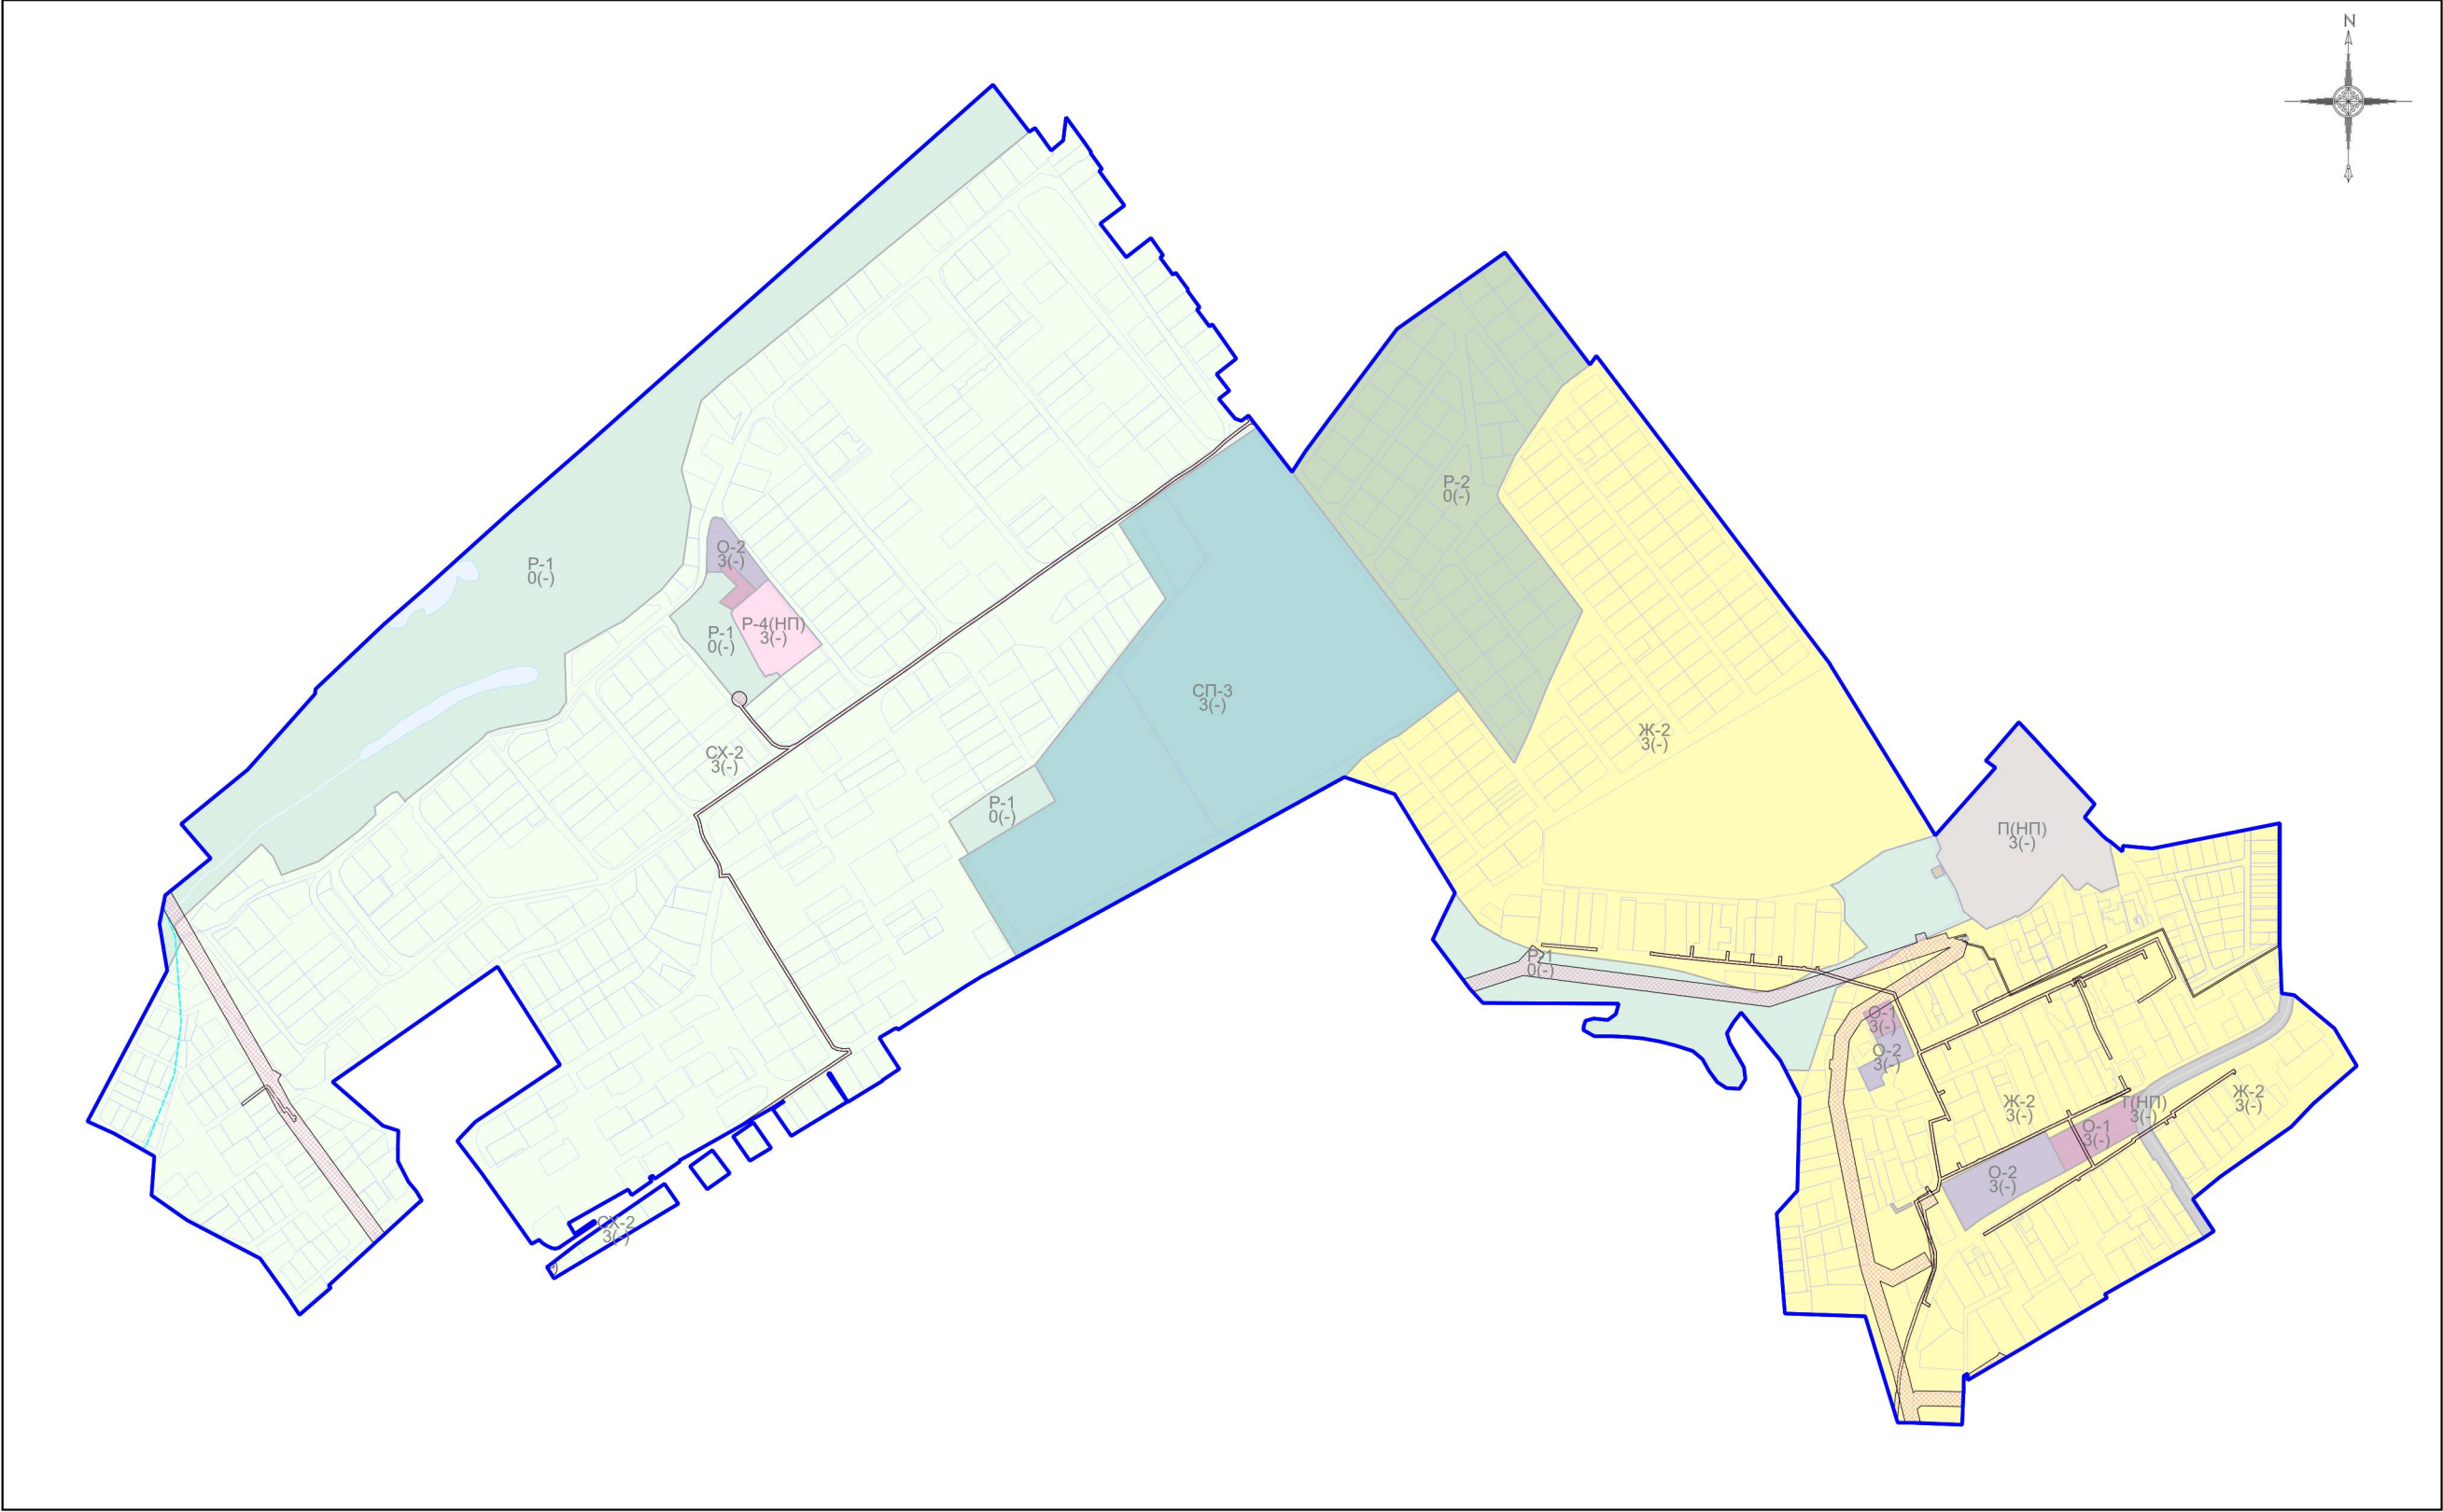 N
Р-2
0(-)
О-2
3(-)
Р-1
0(-)
Р-4(НП)
3(-)
Р-1
0(-)
СП-3
3(-)
Ж-2
3(-)
СХ-2
3(-)
Р-1
0(-)
П(НП)
3(-)
Р-1
0(-)
О-1
3(-)
О-2
3(-)
Ж-2
3(-)
Т(НП)
3(-)
Ж-2
3(-)
О-1
3(-)
О-2
3(-)
СХ-2
3(-)